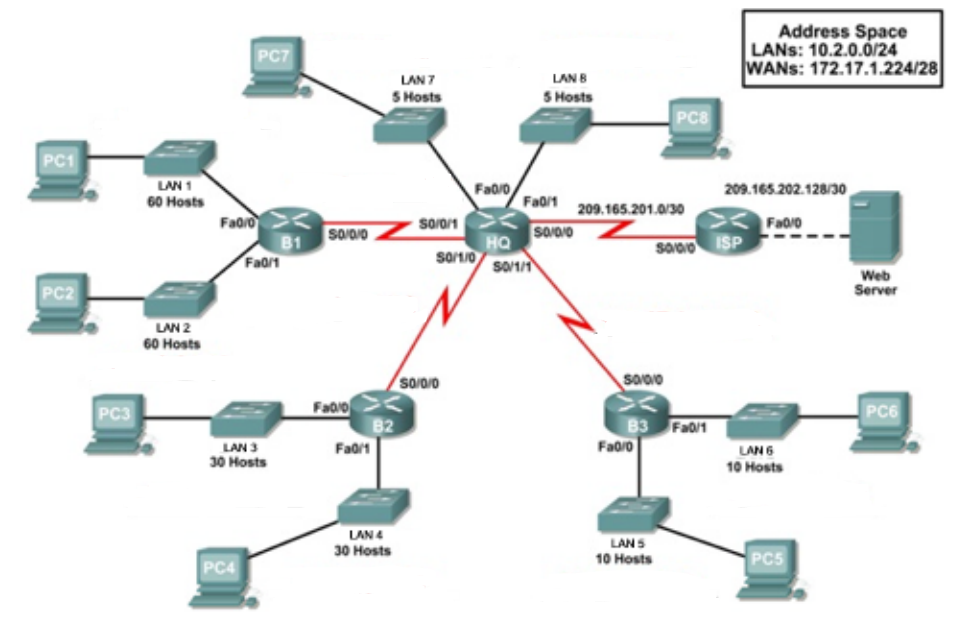 Address Space
LANs: 10.2.0.0/24
WANs: 172.17.1.224/28
PC7
LAN 7
5 Hosts
LAN 8
5 Hosts
PC8
PC1
LAN 1
60 Hosts
Fa0/0
Fa0/1
209.165.202.128/30
Fa0/0
B1
S0/0/0
Fa0/1
S0/0/1
HQ
S0/0/0
209.165.201.0/30
S0/0/0
ISP
Fa0/0
Web
Server
S0/1/0
S0/1/1
PC2
LAN 2
60 Hosts
S0/0/0
S0/0/0
PC3
LAN 3
30 Hosts
Fa0/0
B2
Fa0/1
B3
Fa0/0
Fa0/1
LAN 6
10 Hosts
PC6
LAN 4
30 Hosts
PC4
LAN 5
10 Hosts
PC5